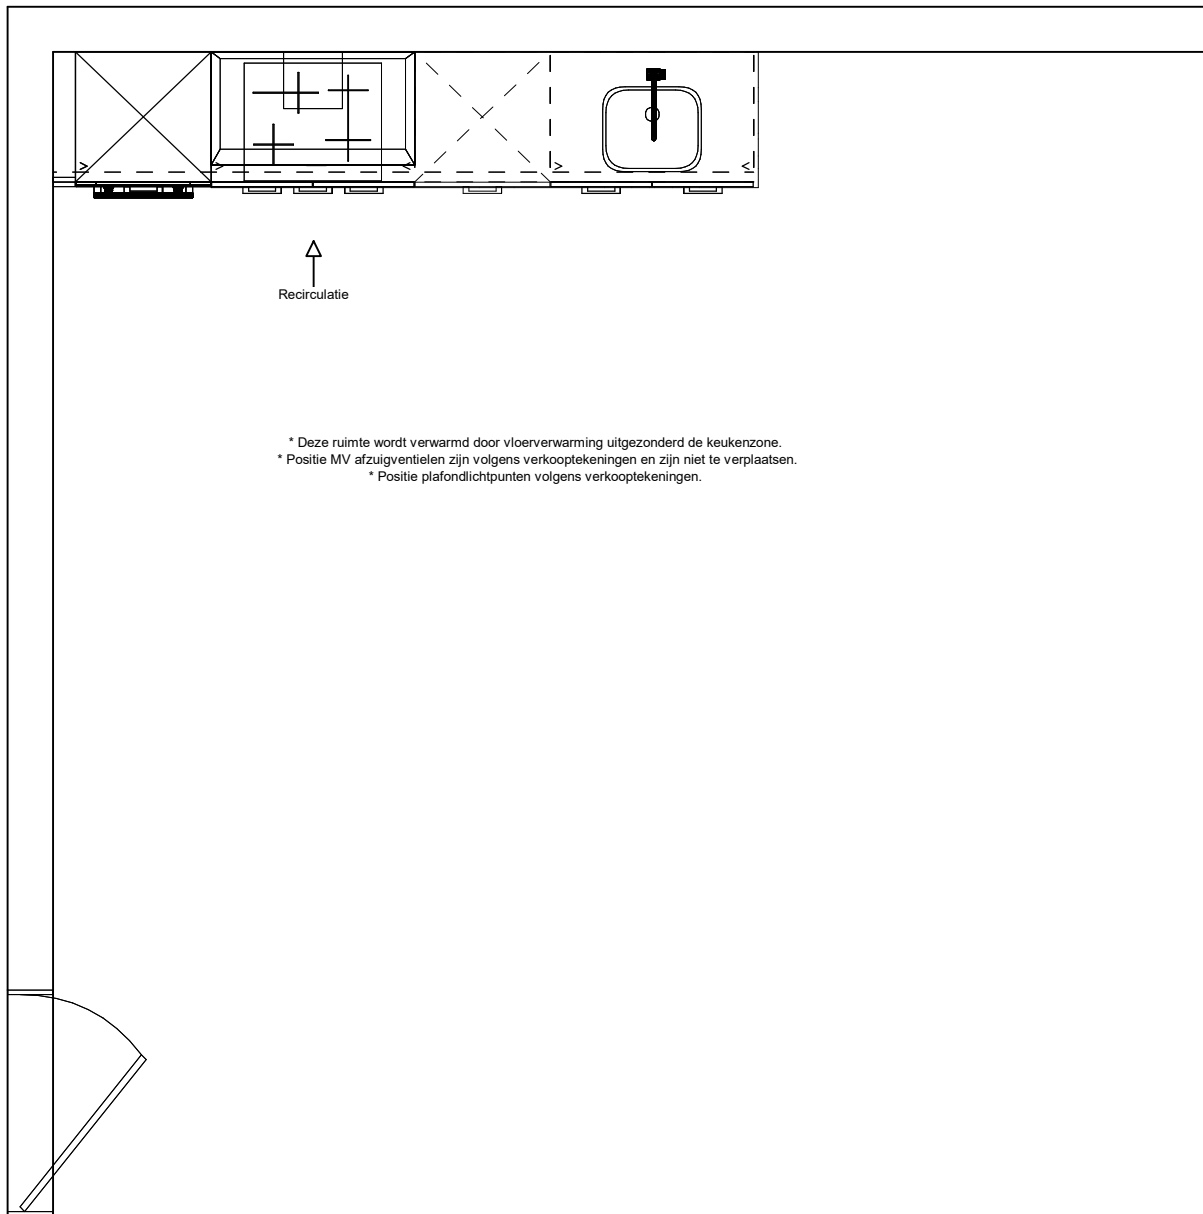 Recirculatie
* Deze ruimte wordt verwarmd door vloerverwarming uitgezonderd de keukenzone.
* Positie MV afzuigventielen zijn volgens verkooptekeningen en zijn niet te verplaatsen.
* Positie plafondlichtpunten volgens verkooptekeningen.